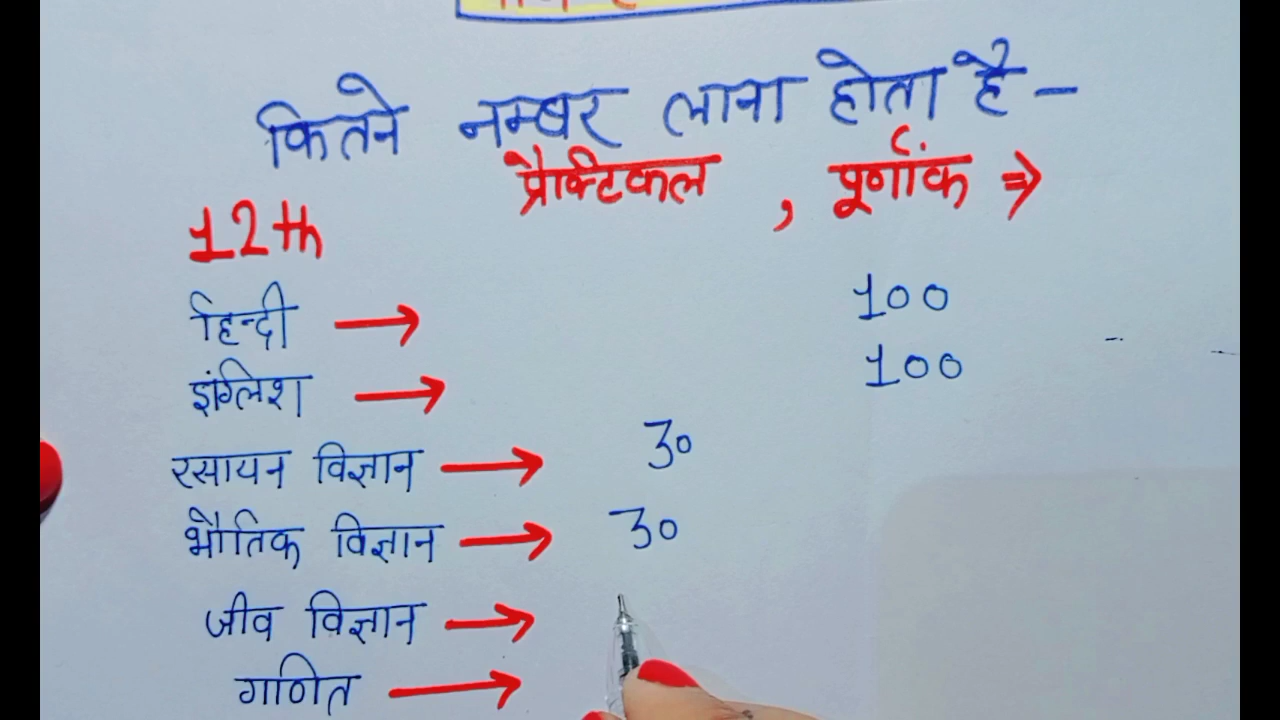 कितने नम्बर लाना होता है -
प्रैक्टिकल , पूर्णांक ⇒
12th
हिन्दी → 100
इंग्लिश → 100
रसायन विज्ञान → 30
भौतिक विज्ञान → 30
जीव विज्ञान →
गणित →